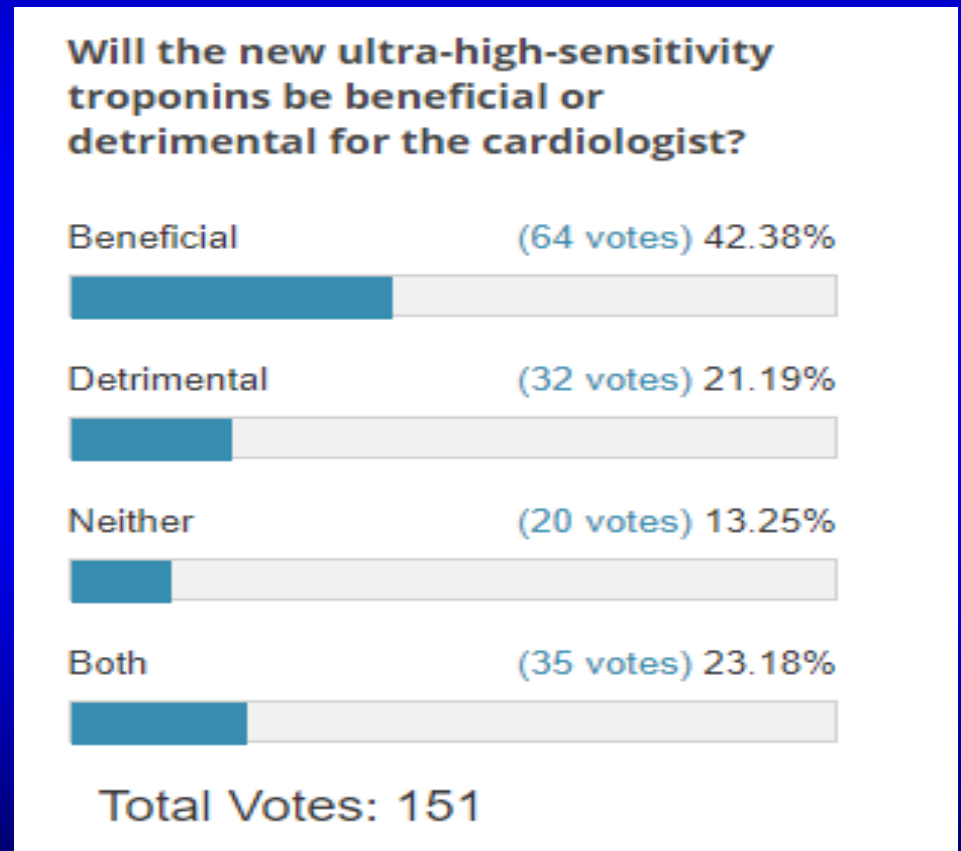 Will the new ultra-high-sensitivity
troponins be beneficial or
detrimental for the cardiologist?
Beneficial (64 votes) 42.38%
Detrimental (32 votes) 21.19%
Neither (20 votes) 13.25%
Both (35 votes) 23.18%
Total Votes: 151